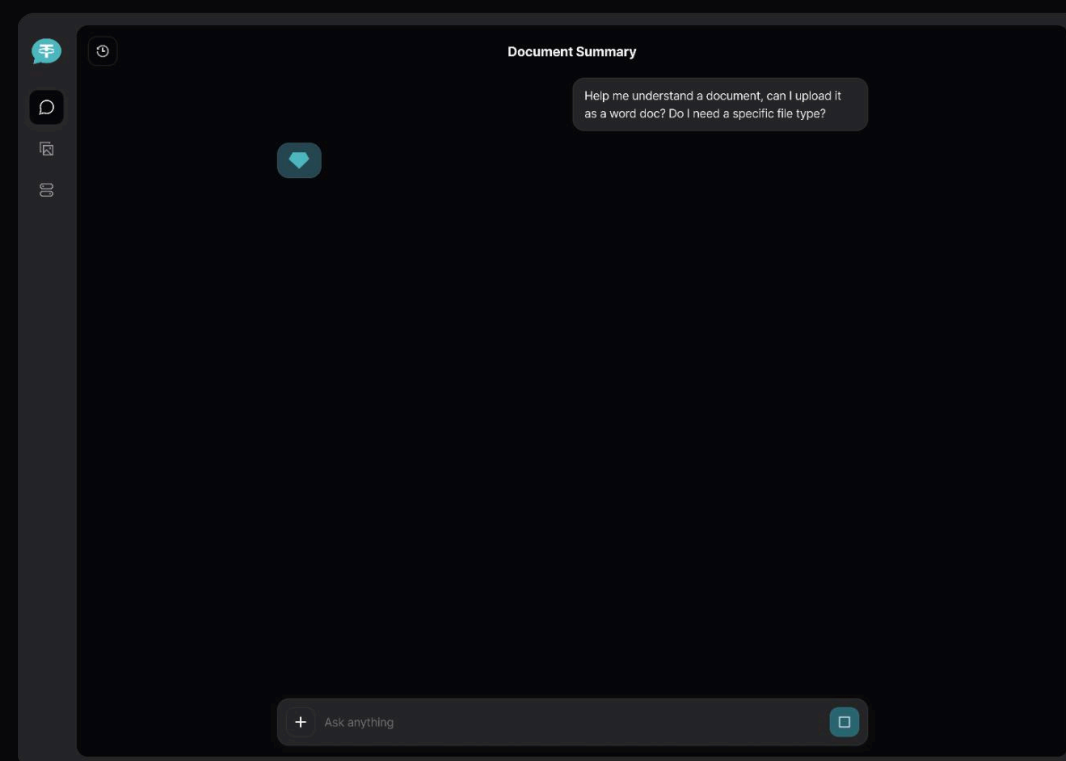 Document Summary
Help me understand a document, can I upload it
as a word doc? Do I need a specific file type?
Ask anything